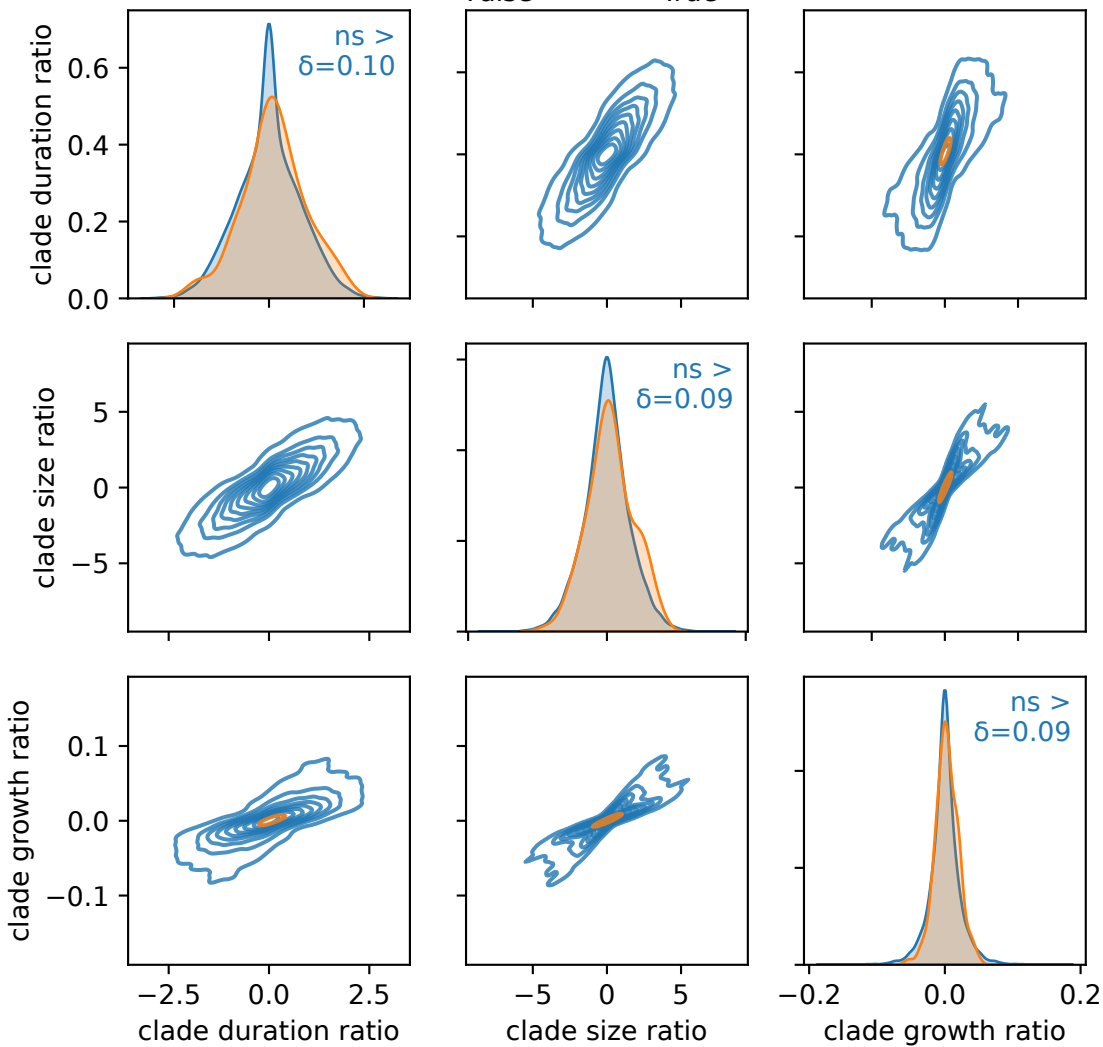 clade duration ratio
0.6
0.4
0.2
0.0
ns >
δ=0.10
−5
0
5
clade size ratio
5
0
−5
ns >
δ=0.09
clade growth ratio
0.1
0.0
−0.1
ns >
δ=0.09
−2.5
0.0
2.5
clade duration ratio
−5
0
5
clade size ratio
−0.2
0.0
0.2
clade growth ratio